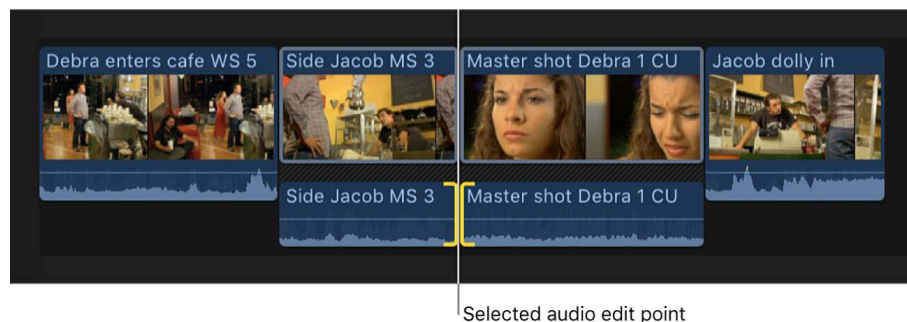 Debra enters cafe WS 5
Side Jacob MS 3
Master shot Debra 1 CU
Jacob dolly in
Side Jacob MS 3
Master shot Debra 1 CU
Selected audio edit point